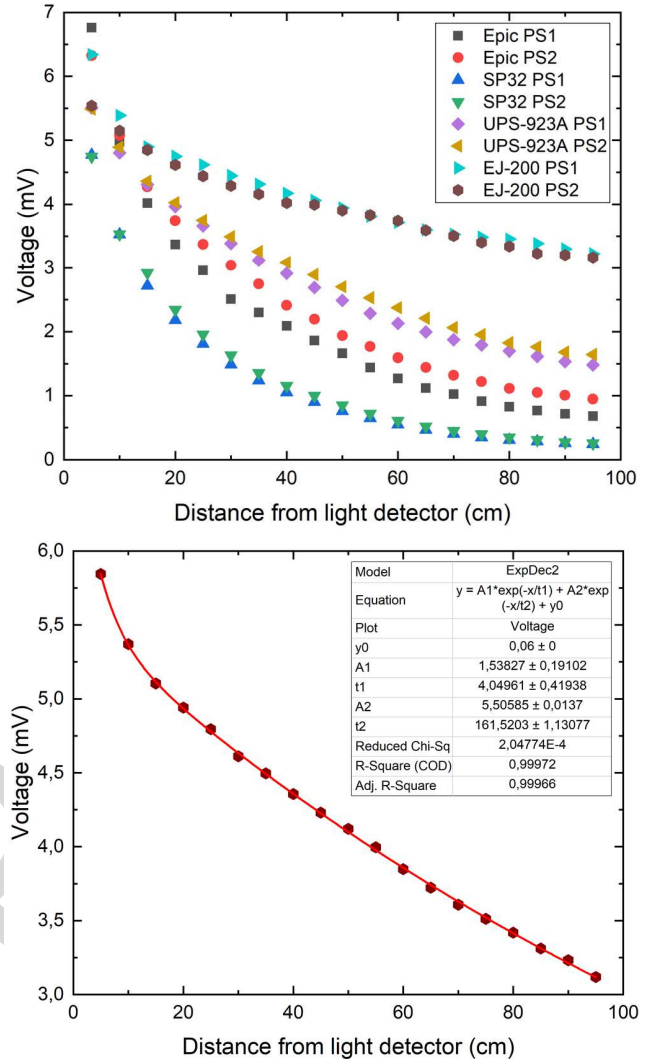 7
6
5
4
3
2
1
0
Voltage (mV)
Epic PS1
Epic PS2
SP32 PS1
SP32 PS2
UPS-923A PS1
UPS-923A PS2
EJ-200 PS1
EJ-200 PS2
0 20 40 60 80 100
Distance from light detector (cm)
6,0
5,5
5,0
4,5
4,0
3,5
3,0
Voltage (mV)
Model ExpDec2
Equation y = A1*exp(-x/t1) + A2*exp
(-x/t2) + y0
Plot Voltage
y0 0,06 ± 0
A1 1,53827 ± 0,19102
t1 4,04961 ± 0,41938
A2 5,50585 ± 0,0137
t2 161,5203 ± 1,13077
Reduced Chi-Sq 2,04774E-4
R-Square (COD) 0,99972
Adj. R-Square 0,99966
0 20 40 60 80 100
Distance from light detector (cm)